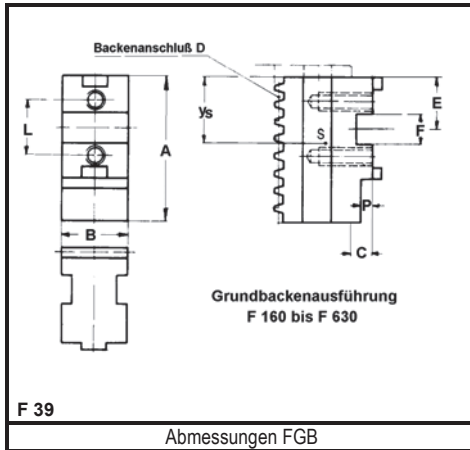 Backenanschluß D
ys
E
L
A
S
F
P
B
C
Grundbackenausführung
F 160 bis F 630
F 39
Abmessungen FGB